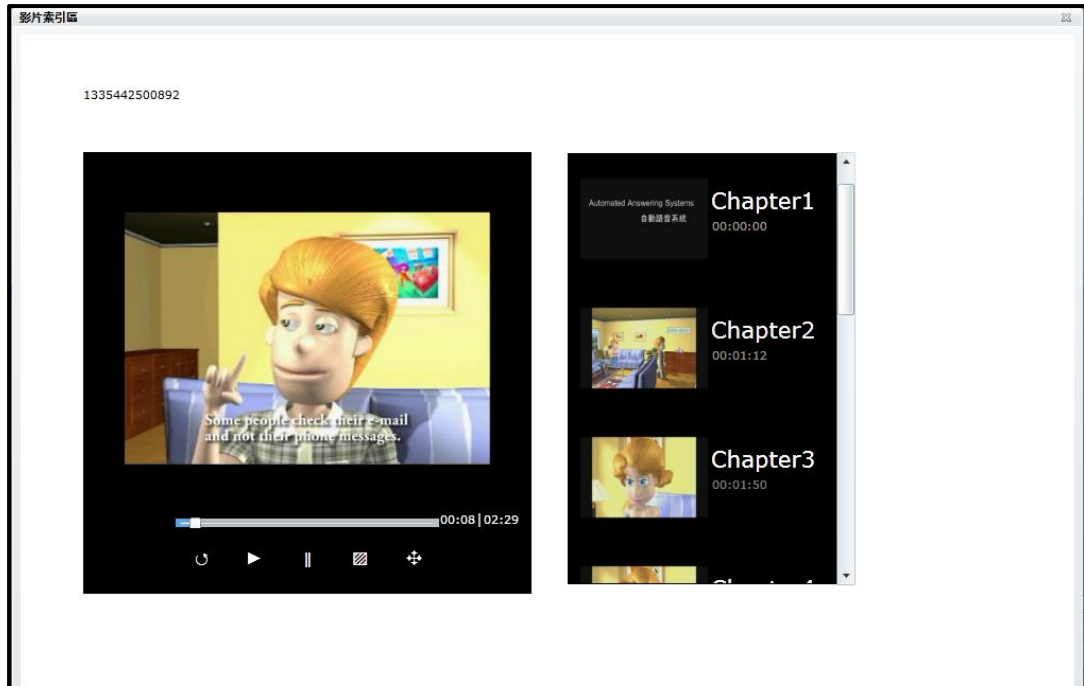 影片索引區
1335442500892
Some people check their e-mail
and not their phone messages.
00:08|02:29
Automated Answering Systems
自動語音系統
Chapter1
00:00:00
Chapter2
00:01:12
Chapter3
00:01:50